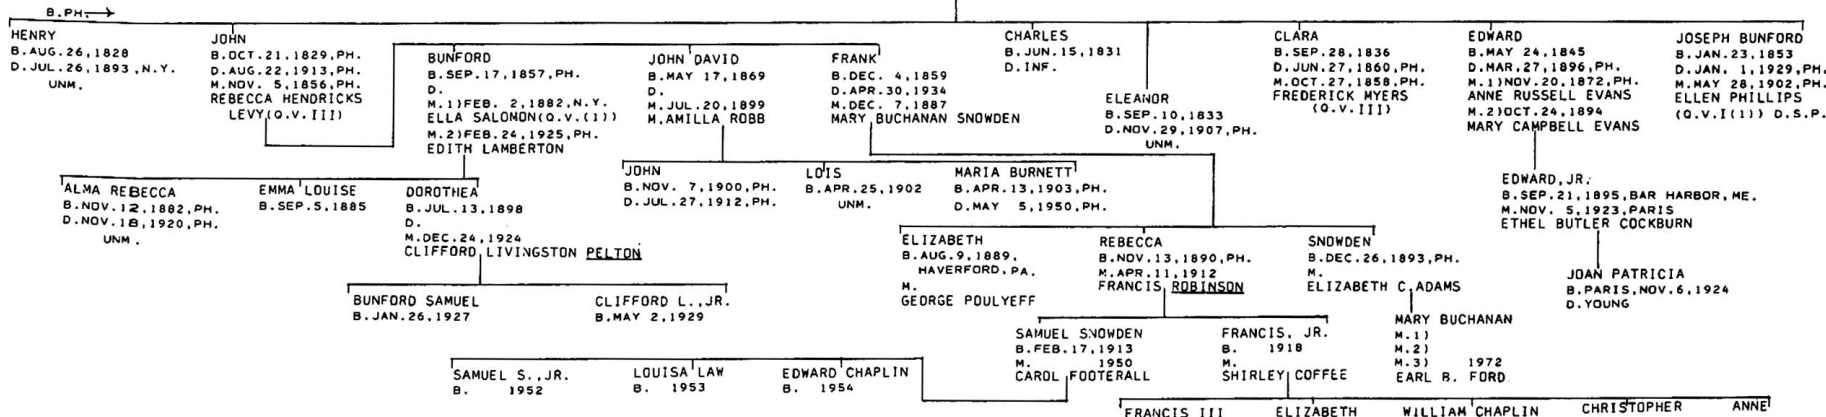 B.PH.
HENRY
B.AUG.26,1828
D.JUL.26,1893,N.Y.
UNM.
JOHN
B.OCT.21,1829,PH.
D.AUG.22,1913,PH.
M.NOV. 5,1856,PH.
REBECCA HENDRICKS
LEVY(Q.V.III)
BUNFORD
B.SEP.17,1857,PH.
D.
M.1)FEB. 2,1882,N.Y.
ELLA SALOMON(Q.V.(1))
M.2)FEB.24,1925,PH.
EDITH LAMBERTON
JOHN DAVID
B.MAY 17,1869
D.
M.JUL.20,1899
M.AMILLA ROBB
FRANK
B.DEC. 4,1859
D.APR.30,1934
M.DEC. 7,1887
MARY BUCHANAN SNOWDEN
CHARLES
B.JUN.15,1831
D.INF.
ELEANOR
B.SEP.10,1833
D.NOV.29,1907,PH.
UNM.
CLARA
B.SEP.28,1836
D.JUN.27,1860,PH.
M.OCT.27,1858,PH.
FREDERICK MYERS
(Q.V.III)
EDWARD
B.MAY 24,1845
D.MAR.27,1896,PH.
M.1)NOV.20,1872,PH.
ANNE RUSSELL EVANS
M.2)OCT.24,1894
MARY CAMPBELL EVANS
JOSEPH BUNFORD
B.JAN.23,1853
D.JAN. 1,1929,PH.
M.MAY 28,1902,PH.
ELLEN PHILLIPS
(Q.V.I(1)) D.S.P.
ALMA REBECCA
B.NOV.12,1882,PH.
D.NOV.18,1920,PH.
UNM.
EMMA LOUISE
B.SEP.5,1885
DOROTHEA
B.JUL.13,1898
D.
M.DEC.24,1924
CLIFFORD LIVINGSTON PELTON
JOHN
B.NOV. 7,1900,PH.
D.JUL.27,1912,PH.
LOIS
B.APR.25,1902
UNM.
MARIA BURNETT
B.APR.13,1903,PH.
D.MAY 5,1950,PH.
EDWARD,JR.
B.SEP.21,1895,BAR HARBOR,ME.
M.NOV. 5,1923,PARIS
ETHEL BUTLER COCKBURN
ELIZABETH
B.AUG.9,1889,
HAVERFORD,PA.
M.
GEORGE POULYEFF
REBECCA
B.NOV.13,1890,PH.
M.APR.11,1912
FRANCIS ROBINSON
SNOWDEN
B.DEC.26,1893,PH.
M.
ELIZABETH C.ADAMS
JOAN PATRICIA
B.PARIS,NOV.6,1924
D.YOUNG
BUNFORD SAMUEL
B.JAN.26,1927
CLIFFORD L.,JR.
B.MAY 2,1929
SAMUEL SNOWDEN
B.FEB.17,1913
M. 1950
CAROL FOOTERALL
FRANCIS, JR.
B. 1918
M.
SHIRLEY COFFEE
MARY BUCHANAN
M.1)
M.2)
M.3) 1972
EARL B. FORD
SAMUEL S.,JR.
B. 1952
LOUISA LAW
B. 1953
EDWARD CHAPLIN
B. 1954
FRANCIS III
ELIZABETH
WILLIAM CHAPLIN
CHRISTOPHER
ANNE